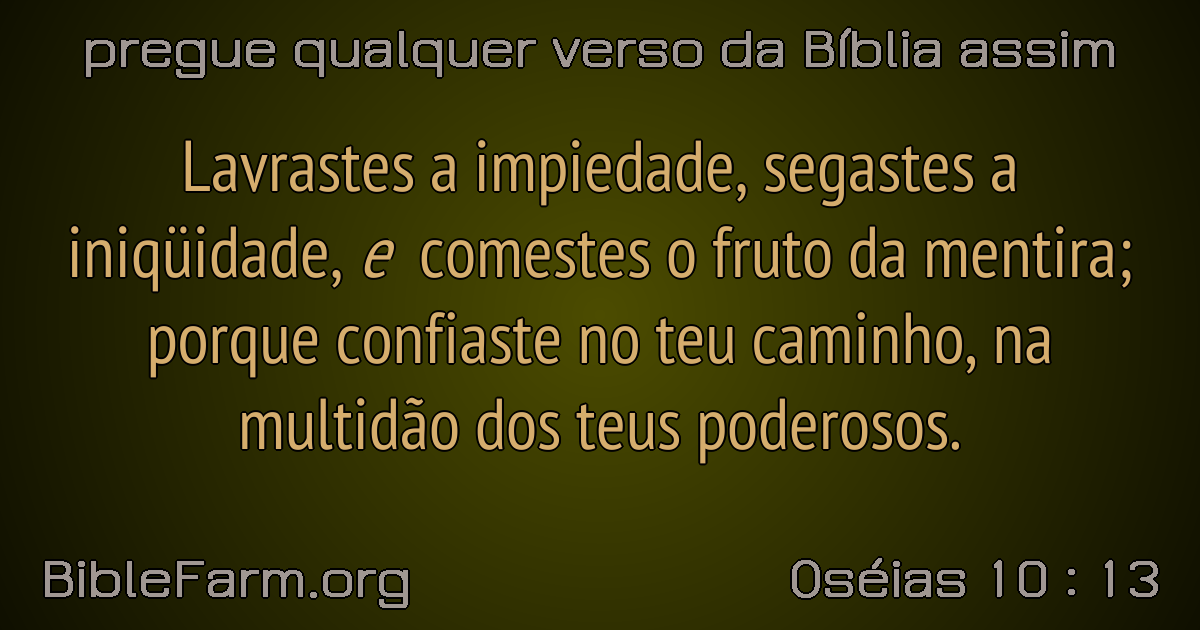 pregue qualquer verso da Bíblia assim
Lavrastes a impiedade, segastes a
iniqüidade, e comestes o fruto da mentira;
porque confiaste no teu caminho, na
multidão dos teus poderosos.
BibleFarm.org
Oséias 10 : 13